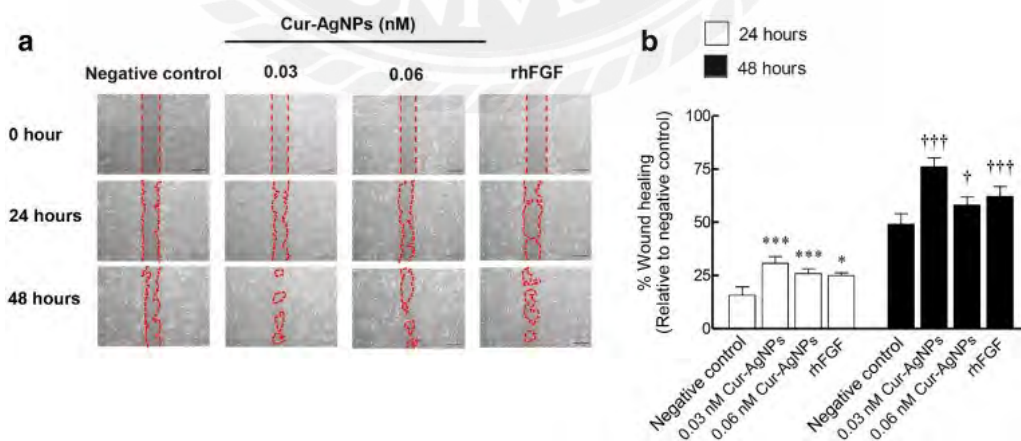 a
Cur-AgNPs (nM)
Negative control 0.03 0.06 rhFGF
0 hour
24 hours
48 hours
b
24 hours
48 hours
% Wound healing
(Relative to negative control)
100
75
50
25
0
***
***
*
†††
†
†††
Negative control
0.03 nM Cur-AgNPs
0.06 nM Cur-AgNPs
rhFGF
Negative control
0.03 nM Cur-AgNPs
0.06 nM Cur-AgNPs
rhFGF